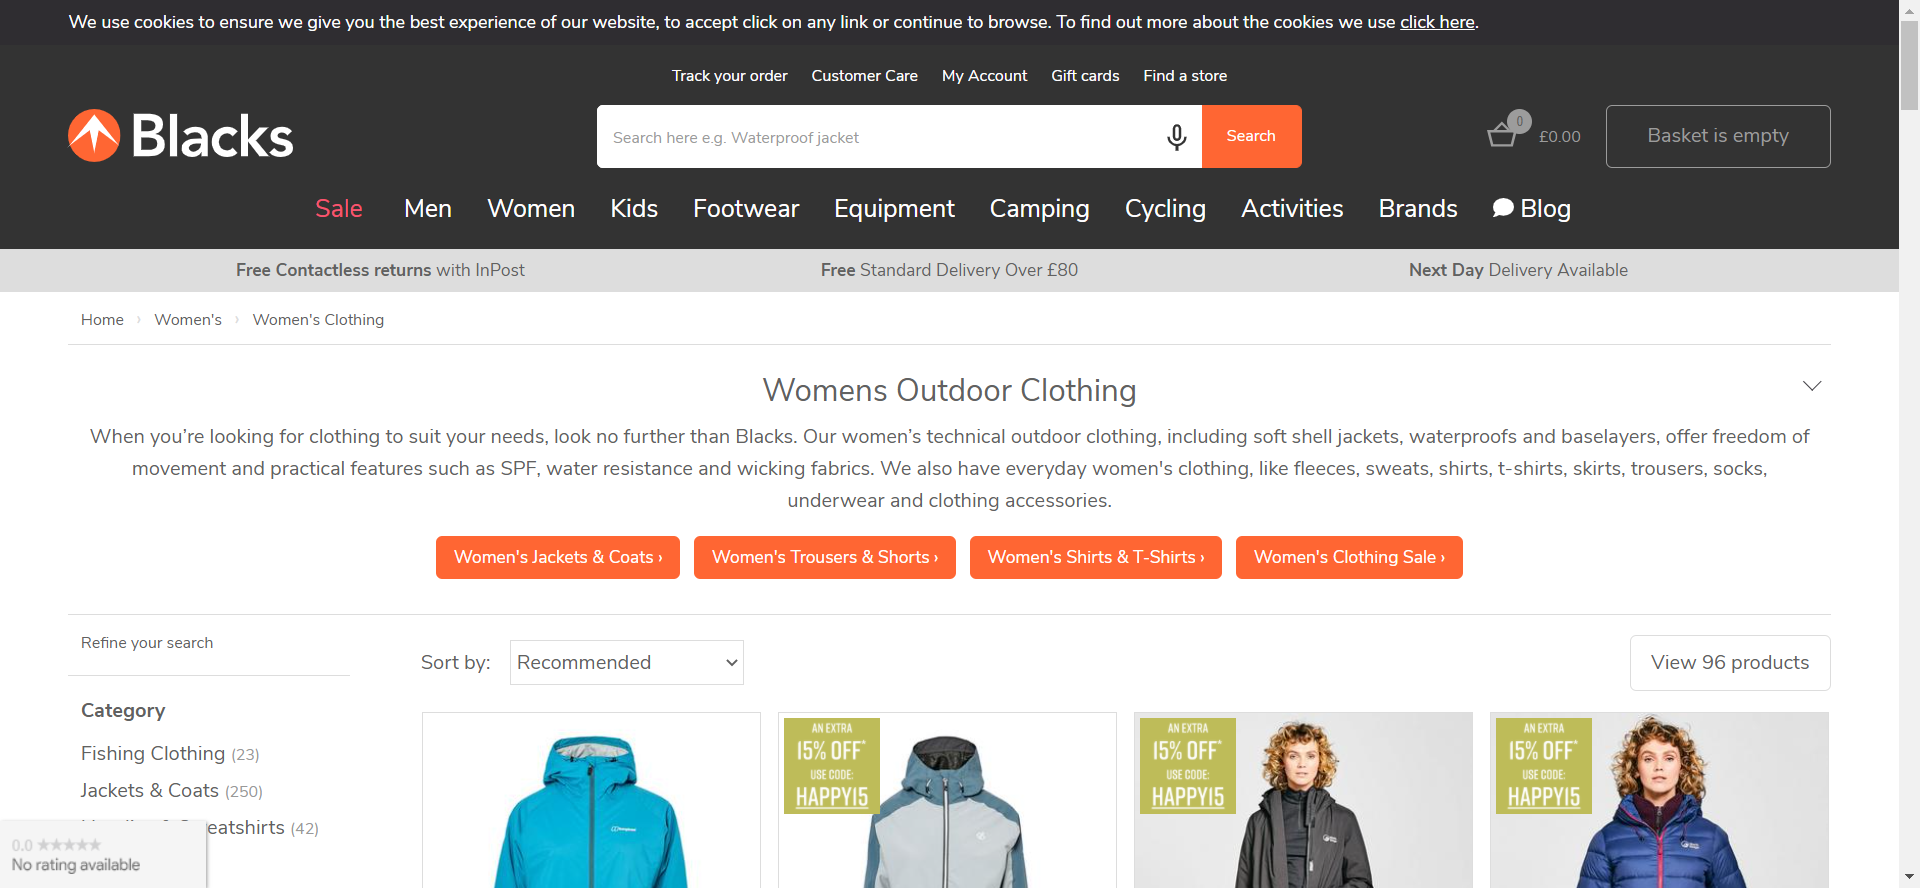 We use cookies to ensure we give you the best experience of our website, to accept click on any link or continue to browse. To find out more about the cookies we use click here.
Track your order Customer Care My Account Gift cards Find a store
Blacks
Search here e.g. Waterproof jacket
Search
0
£0.00
Basket is empty
Sale Men Women Kids Footwear Equipment Camping Cycling Activities Brands Blog
Free Contactless returns with InPost
Free Standard Delivery Over £80
Next Day Delivery Available
Home › Women's › Women's Clothing
Womens Outdoor Clothing
When you’re looking for clothing to suit your needs, look no further than Blacks. Our women’s technical outdoor clothing, including soft shell jackets, waterproofs and baselayers, offer freedom of
movement and practical features such as SPF, water resistance and wicking fabrics. We also have everyday women's clothing, like fleeces, sweats, shirts, t-shirts, skirts, trousers, socks,
underwear and clothing accessories.
Women's Jackets & Coats › Women's Trousers & Shorts › Women's Shirts & T-Shirts › Women's Clothing Sale ›
Refine your search
Sort by: Recommended
View 96 products
Category
Fishing Clothing (23)
Jackets & Coats (250)
eatshirts (42)
0.0 ★★★★★
No rating available
AN EXTRA
15% OFF*
USE CODE:
HAPPY15
AN EXTRA
15% OFF*
USE CODE:
HAPPY15
AN EXTRA
15% OFF*
USE CODE:
HAPPY15